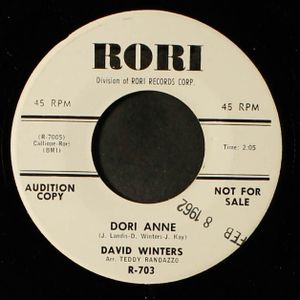 RORI
Division of RORI RECORDS CORP.
45 RPM
45 RPM
(R-7005)
Calliope-Rori
(BMI)
Time: 2:05
AUDITION
COPY
NOT FOR
SALE
FEB 8 1962
DORI ANNE
(J. Landis-D. Winters-J. Kay)
DAVID WINTERS
Arr. TEDDY RANDAZZO
R-703